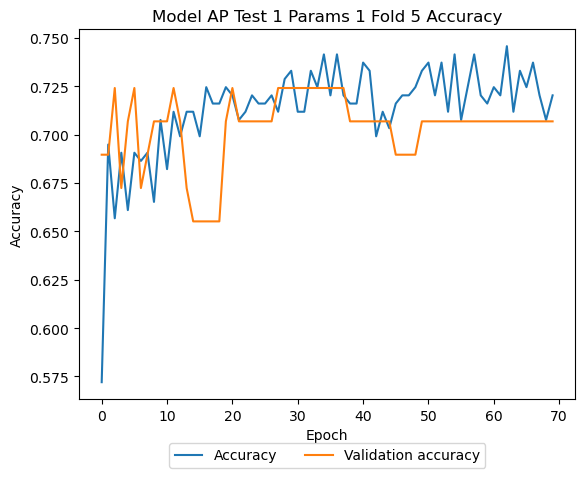 Model AP Test 1 Params 1 Fold 5 Accuracy
0.750
0.725
0.700
0.675
0.650
0.625
0.600
0.575
Accuracy
0 10 20 30 40 50 60 70
Epoch
Accuracy Validation accuracy